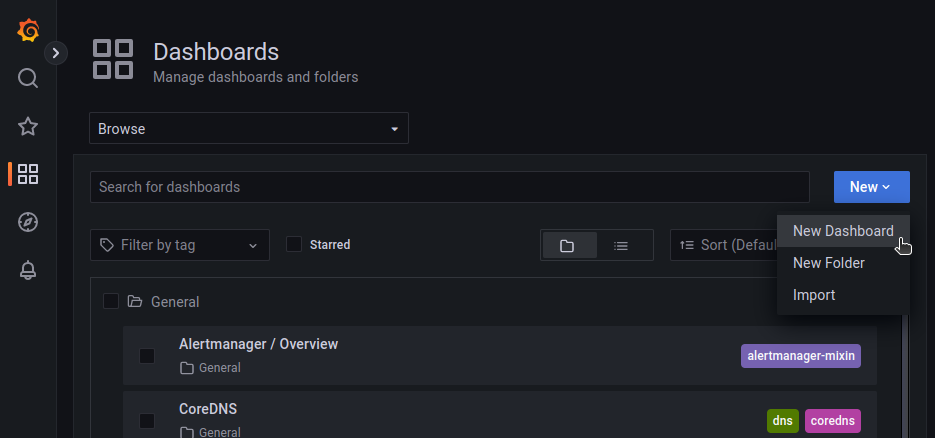 Dashboards
Manage dashboards and folders
Browse
Search for dashboards
New
Filter by tag
Starred
Sort (Defaul
New Dashboard
New Folder
Import
General
Alertmanager / Overview
General
alertmanager-mixin
CoreDNS
General
dns
coredns